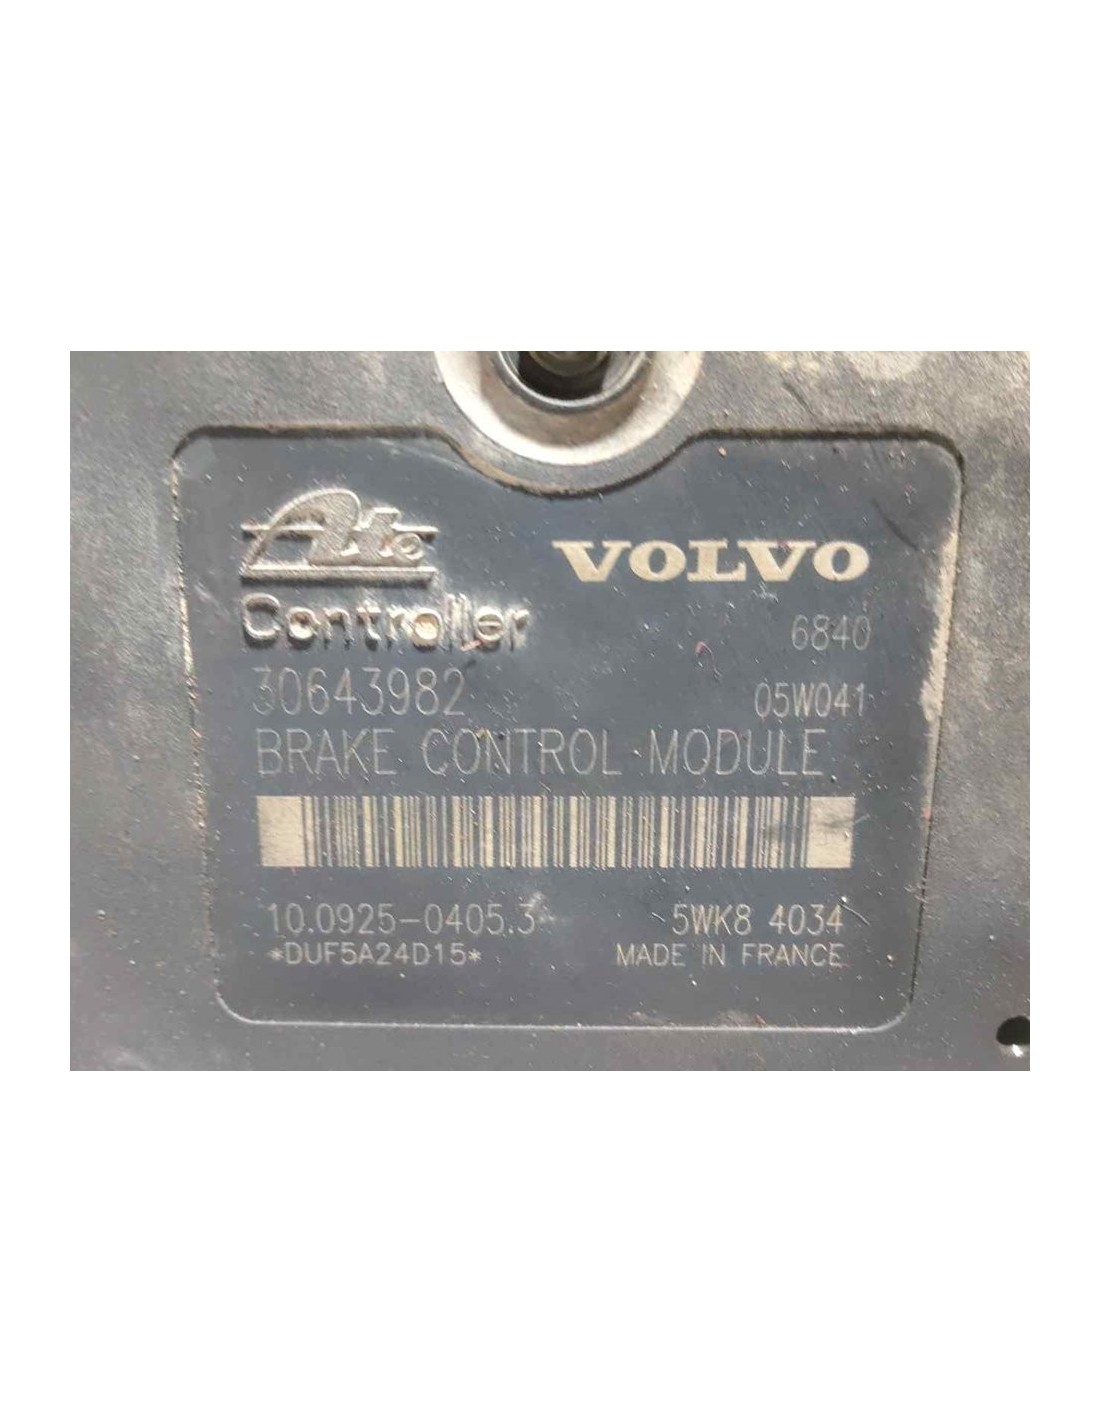 Ate
VOLVO
Controller
6840
30643982
05W041
BRAKE CONTROL MODULE
10.0925-0405.3
5WK8 4034
*DUF5A24D15*
MADE IN FRANCE